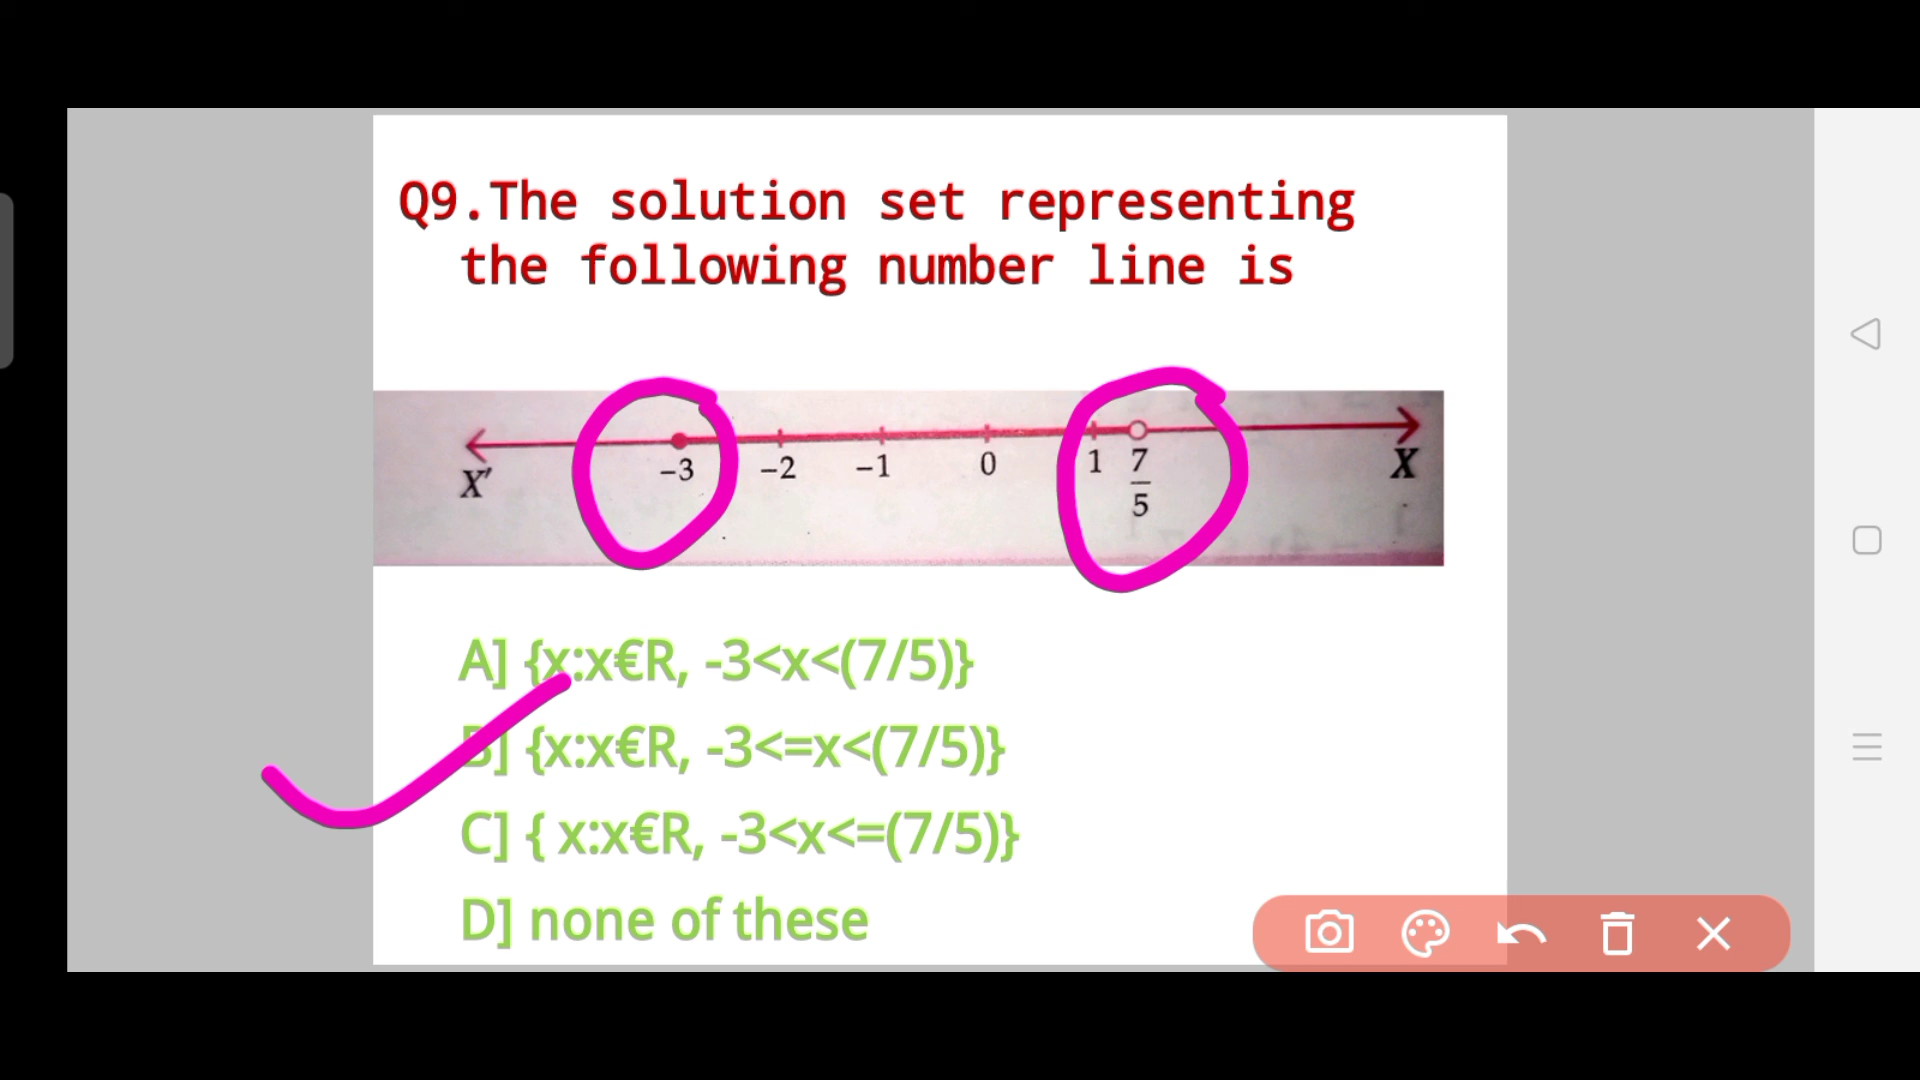 Q9.The solution set representing
the following number line is
X' -3 -2 -1 0 1 7/5 X
A] {x:x€R, -3<x<(7/5)}
B] {x:x€R, -3<=x<(7/5)}
C] { x:x€R, -3<x<=(7/5)}
D] none of these